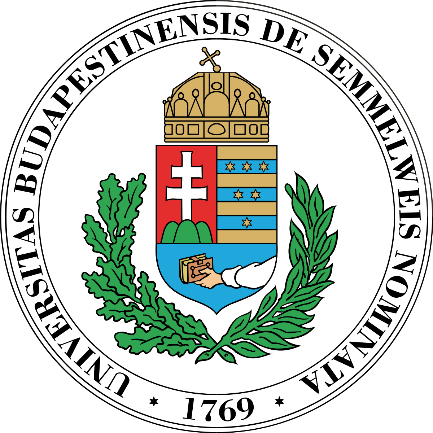 UNIVERSITAS BUDAPESTINENSIS DE SEMMELWEIS NOMINATA
* 1769 *